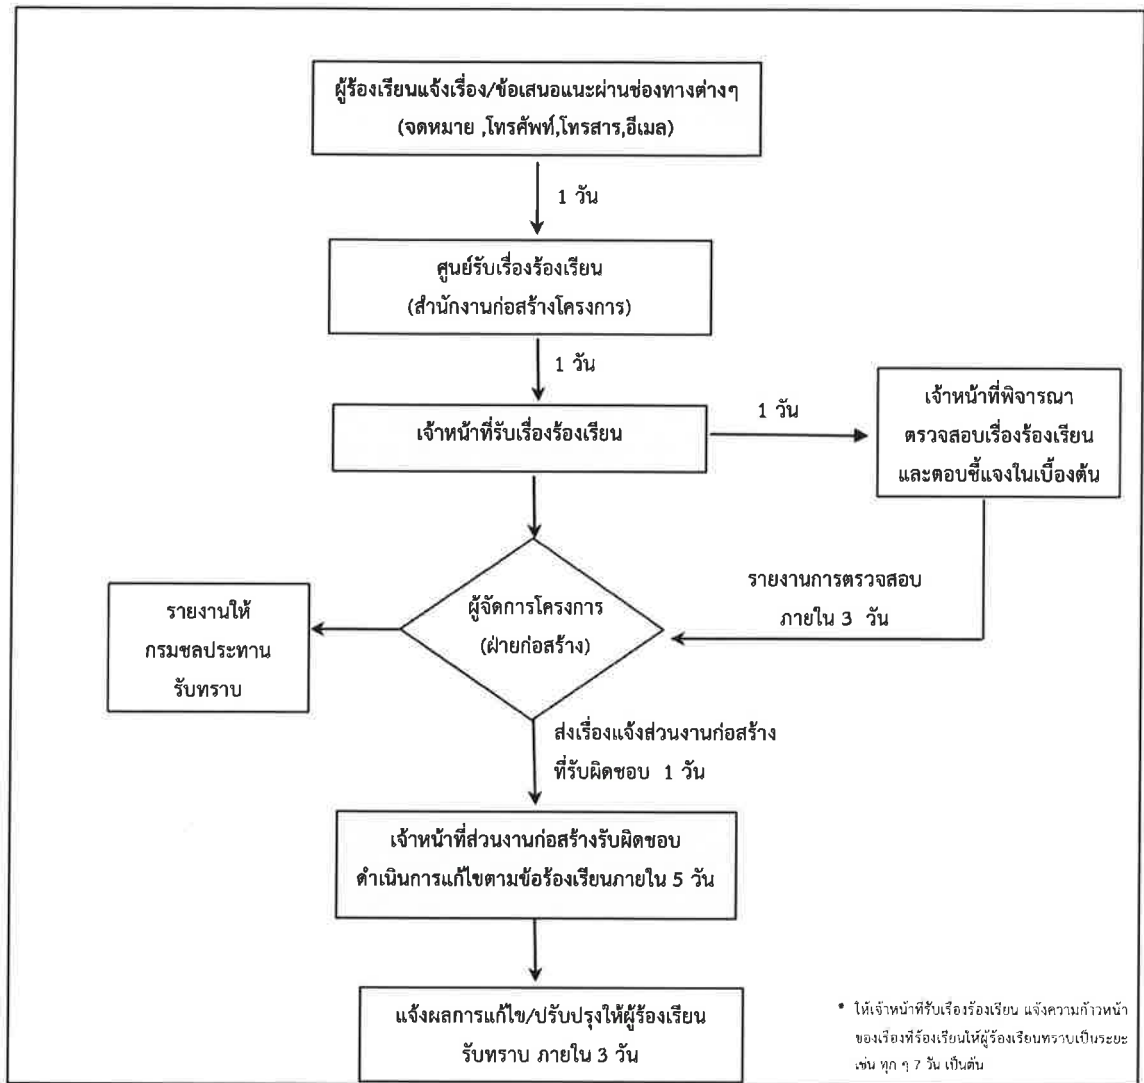 ผู้ร้องเรียนแจ้งเรื่อง/ข้อเสนอแนะผ่านช่องทางต่างๆ
(จดหมาย ,โทรศัพท์,โทรสาร,อีเมล)
1 วัน
ศูนย์รับเรื่องร้องเรียน
(สำนักงานก่อสร้างโครงการ)
1 วัน
เจ้าหน้าที่รับเรื่องร้องเรียน
1 วัน
เจ้าหน้าที่พิจารณา
ตรวจสอบเรื่องร้องเรียน
และตอบชี้แจงในเบื้องต้น
รายงานการตรวจสอบ
ภายใน 3 วัน
ผู้จัดการโครงการ
(ฝ่ายก่อสร้าง)
รายงานให้
กรมชลประทาน
รับทราบ
ส่งเรื่องแจ้งส่วนงานก่อสร้าง
ที่รับผิดชอบ 1 วัน
เจ้าหน้าที่ส่วนงานก่อสร้างรับผิดชอบ
ดำเนินการแก้ไขตามข้อร้องเรียนภายใน 5 วัน
แจ้งผลการแก้ไข/ปรับปรุงให้ผู้ร้องเรียน
รับทราบ ภายใน 3 วัน
* ให้เจ้าหน้าที่รับเรื่องร้องเรียน แจ้งความก้าวหน้า
ของเรื่องที่ร้องเรียนให้ผู้ร้องเรียนทราบเป็นระยะ
เช่น ทุก ๆ 7 วัน เป็นต้น